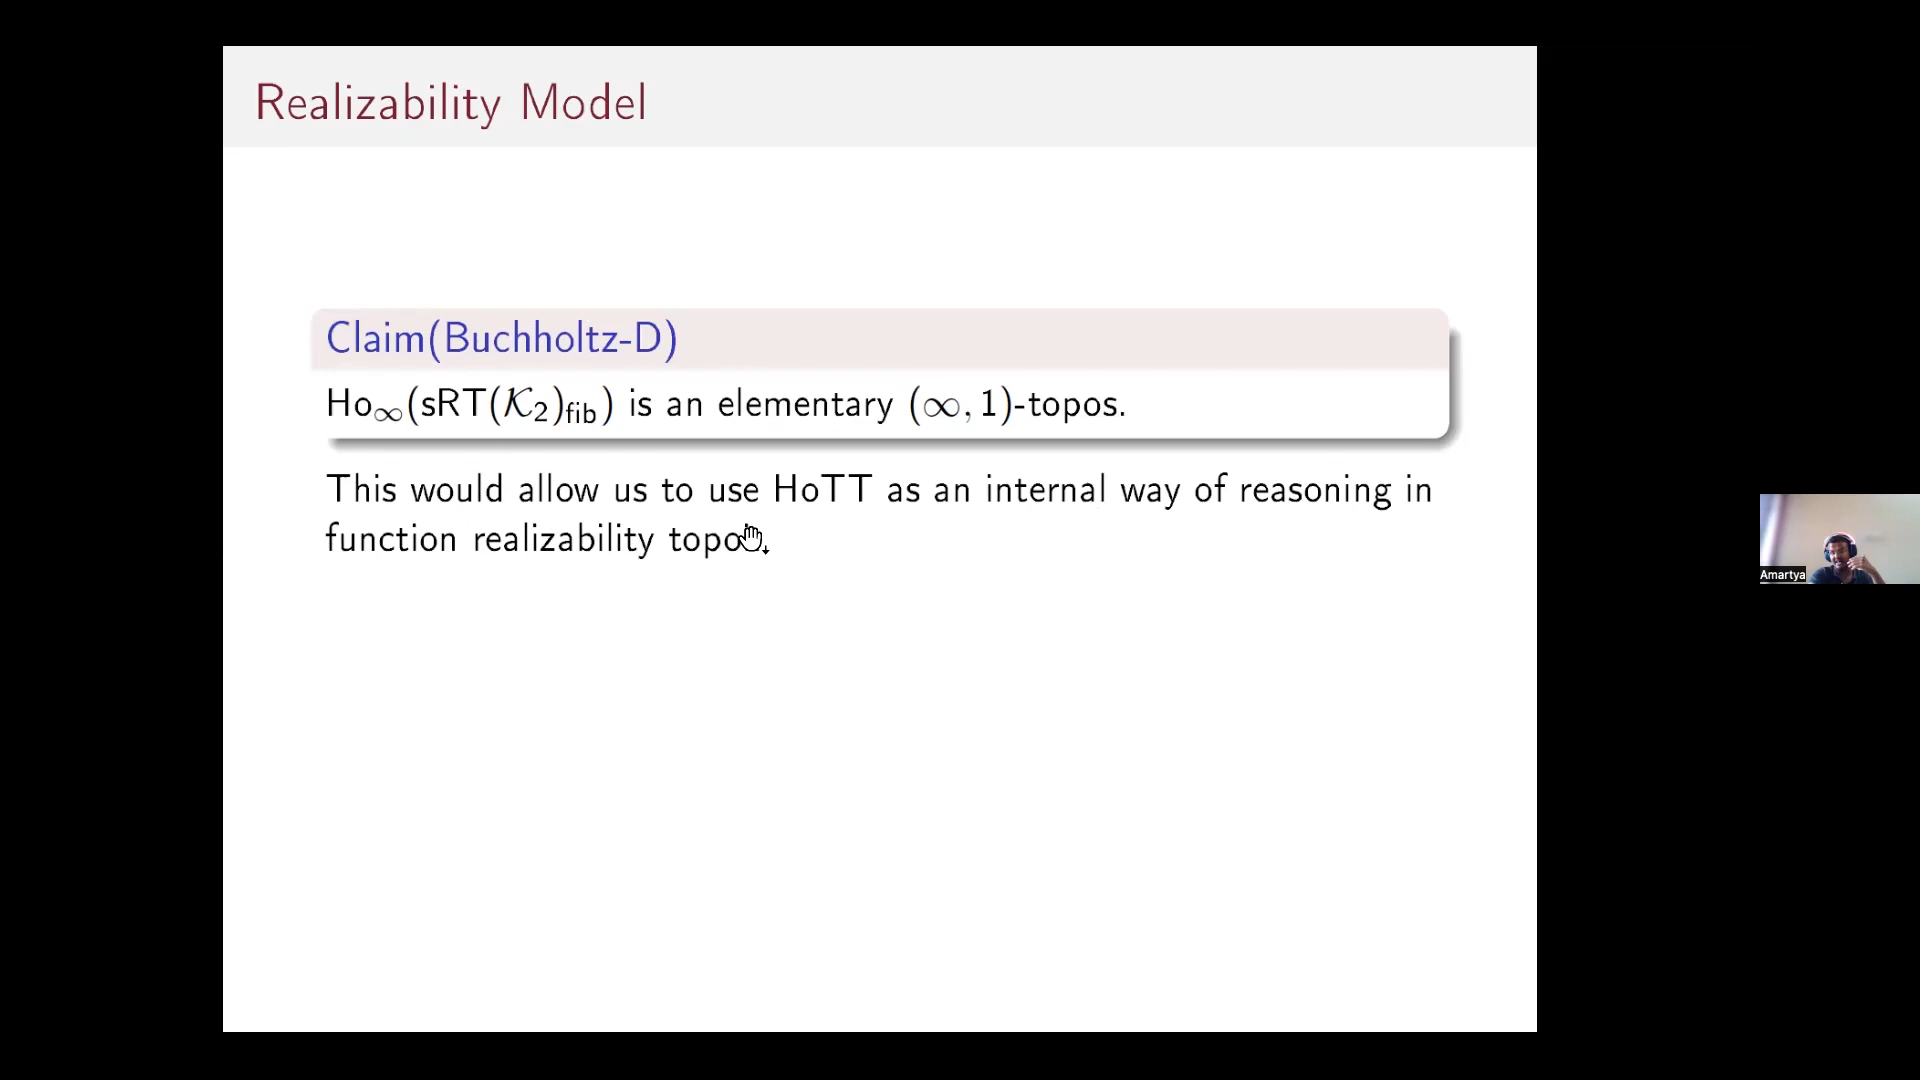 Realizability Model
Claim(Buchholtz-D)
Ho∞(sRT(𝒦₂)fib) is an elementary (∞, 1)-topos.
This would allow us to use HoTT as an internal way of reasoning in
function realizability
Amartya